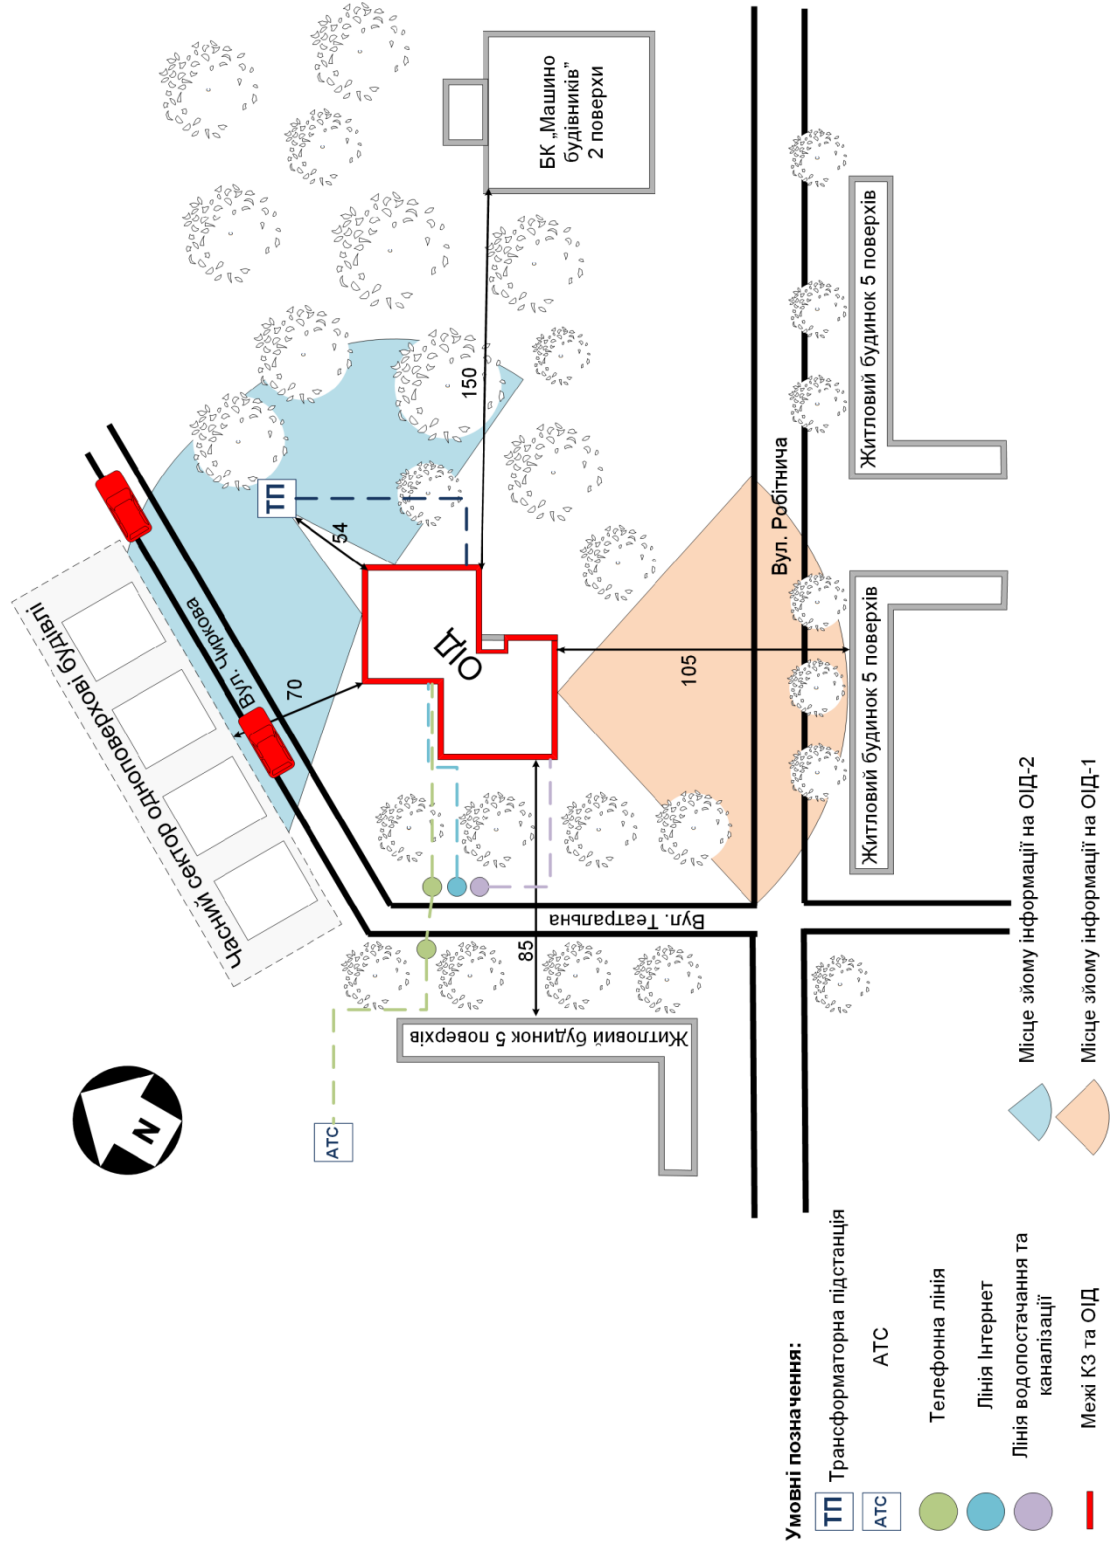 Часний сектор одноповерхові будівлі
Вул. Чиркова
70
54
ТП
ОІД
150
БК „Машино
будівників”
2 поверхи
105
85
Вул. Театральна
Вул. Робітнича
Житловий будинок 5
поверхів
Житловий будинок 5 поверхів
Житловий будинок 5 поверхів
АТС
N
Умовні позначення:
ТП
Трансформаторна підстанція
АТС
АТС
Телефонна лінія
Лінія Інтернет
Лінія водопостачання та
каналізації
Межі КЗ та ОІД
Місце зйому інформації на ОІД-2
Місце зйому інформації на ОІД-1